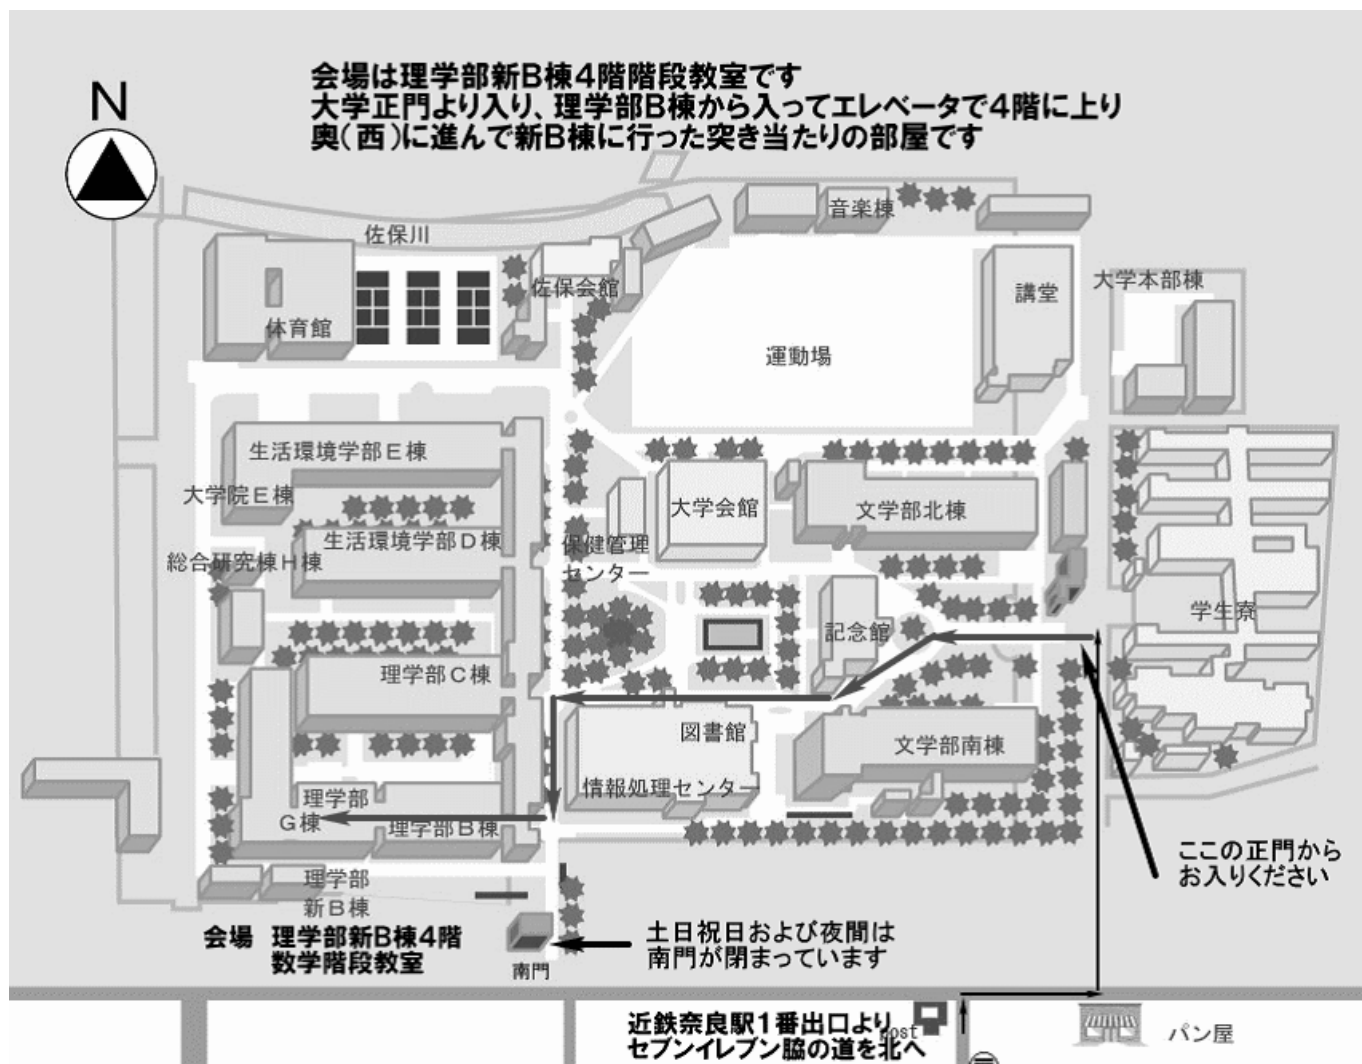 会場は理学部新B棟4階階段教室です
大学正門より入り、理学部B棟から入ってエレベータで4階に上り
奥(西)に進んで新B棟に行った突き当たりの部屋です
N
佐保川
音楽棟
佐保会館
体育館
講堂
大学本部棟
運動場
生活環境学部E棟
大学院E棟
大学会館
文学部北棟
生活環境学部D棟
総合研究棟H棟
保健管理
センター
記念館
学生寮
理学部C棟
図書館
文学部南棟
情報処理センター
理学部
G棟
理学部B棟
理学部
新B棟
ここの正門から
お入りください
会場 理学部新B棟4階
数学階段教室
土日祝日および夜間は
南門が閉まっています
南門
近鉄奈良駅1番出口より
セブンイレブン脇の道を北へ
post
パン屋